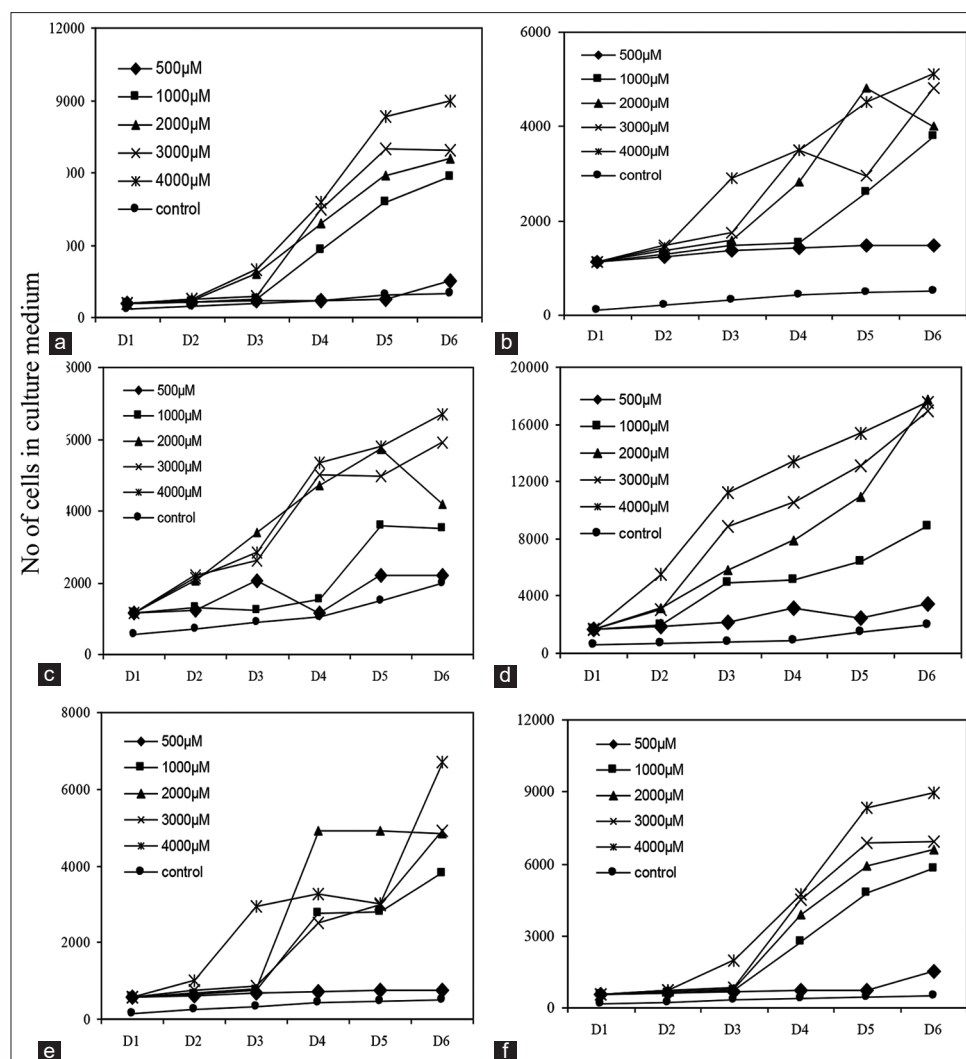 No of cells in culture medium
12000
9000
000
000
0
500µM
1000µM
2000µM
3000µM
4000µM
control
D1 D2 D3 D4 D5 D6
a
6000
4000
2000
0
500µM
1000µM
2000µM
3000µM
4000µM
control
D1 D2 D3 D4 D5 D6
b
3000
5000
4000
2000
0
500µM
1000µM
2000µM
3000µM
4000µM
control
D1 D2 D3 D4 D5 D6
c
20000
16000
12000
8000
4000
0
500µM
1000µM
2000µM
3000µM
4000µM
control
D1 D2 D3 D4 D5 D6
d
8000
6000
4000
2000
0
500µM
1000µM
2000µM
3000µM
4000µM
control
D1 D2 D3 D4 D5 D6
e
12000
9000
6000
3000
0
500µM
1000µM
2000µM
3000µM
4000µM
control
D1 D2 D3 D4 D5 D6
f